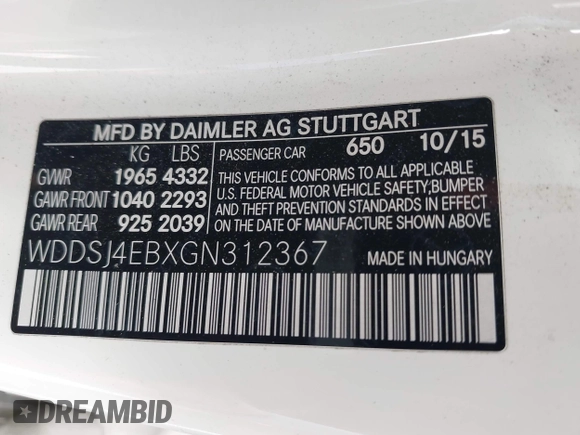 MFD BY DAIMLER AG STUTTGART
KG LBS PASSENGER CAR 650 10/15
GVWR 1965 4332
GAWR FRONT 1040 2293
GAWR REAR 925 2039
THIS VEHICLE CONFORMS TO ALL APPLICABLE
U.S. FEDERAL MOTOR VEHICLE SAFETY,BUMPER
AND THEFT PREVENTION STANDARDS IN EFFECT
ON THE DATE OF MANUFACTURE SHOWN ABOVE
WDDSJ4EBXGN312367 MADE IN HUNGARY
DREAMBID